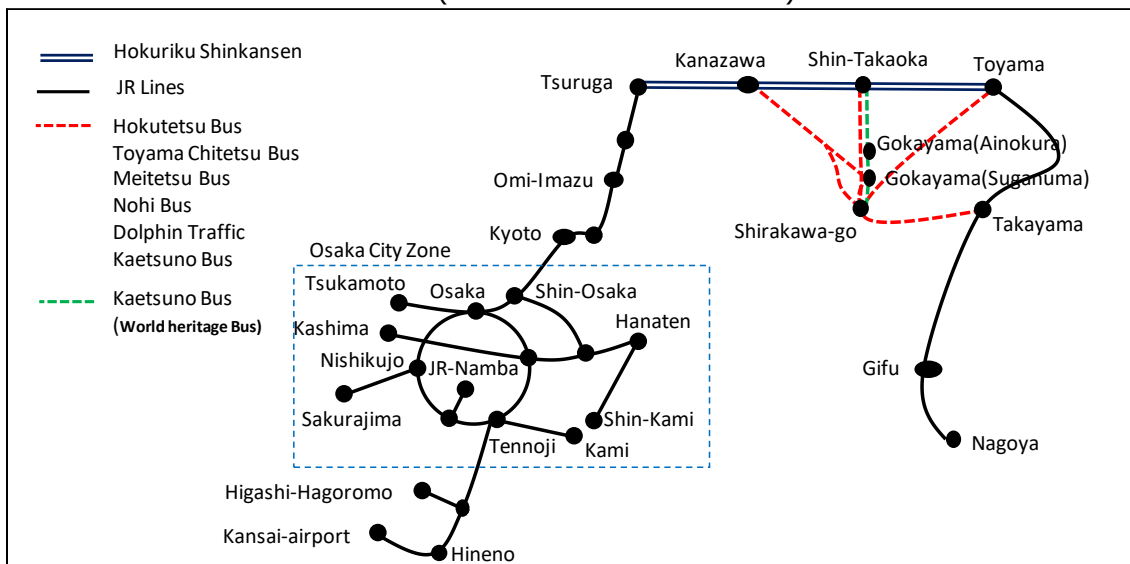 Hokuriku Shinkansen
JR Lines
Hokutetsu Bus
Toyama Chitetsu Bus
Meitetsu Bus
Nohi Bus
Dolphin Traffic
Kaetsuno Bus
Kaetsuno Bus
(World heritage Bus)
Kanazawa
Shin-Takaoka
Toyama
Tsuruga
Gokayama(Ainokura)
Omi-Imazu
Gokayama(Suganuma)
Kyoto
Shirakawa-go
Takayama
Osaka City Zone
Tsukamoto
Osaka
Shin-Osaka
Kashima
Hanaten
Nishikujo
JR-Namba
Gifu
Sakurajima
Shin-Kami
Tennoji
Kami
Nagoya
Higashi-Hagoromo
Kansai-airport
Hineno